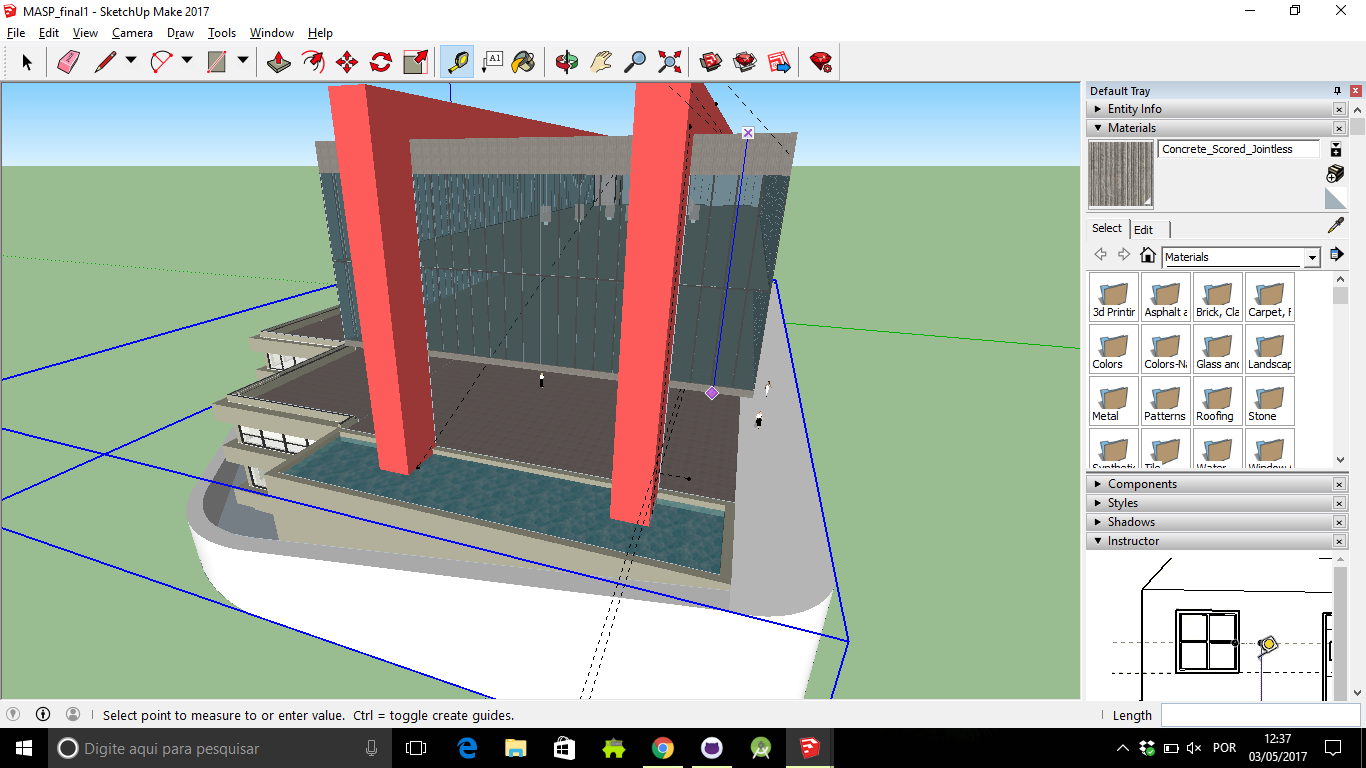 MASP_final1 - SketchUp Make 2017
File Edit View Camera Draw Tools Window Help
A1
Default Tray
Entity Info
Materials
Concrete_Scored_Jointless
Select Edit
Materials
3d Printir Asphalt a Brick, Cla Carpet, F
Colors Colors-Na Glass and Landscap
Metal Patterns Roofing Stone
Synthetic Tile Water Window
Components
Styles
Shadows
Instructor
Select point to measure to or enter value. Ctrl = toggle create guides.
Length
Digite aqui para pesquisar
POR
12:37
03/05/2017